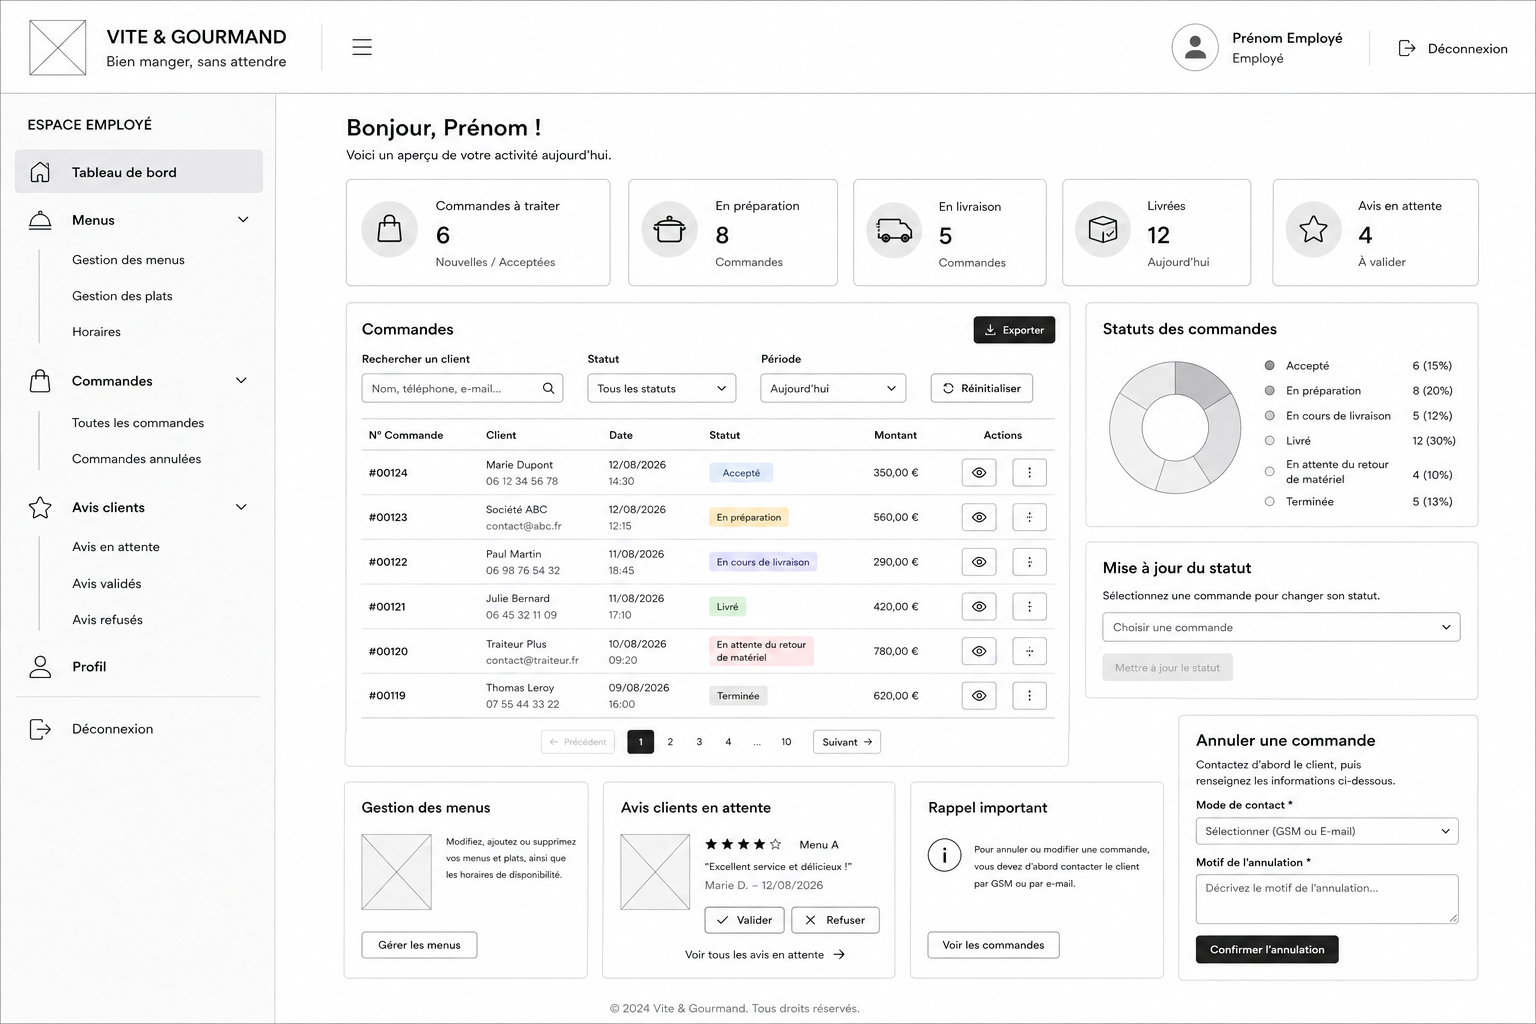 VITE & GOURMAND
Bien manger, sans attendre
Prénom Employé
Employé
Déconnexion
ESPACE EMPLOYÉ
Tableau de bord
Menus
Gestion des menus
Gestion des plats
Horaires
Commandes
Toutes les commandes
Commandes annulées
Avis clients
Avis en attente
Avis validés
Avis refusés
Profil
Déconnexion
Bonjour, Prénom !
Voici un aperçu de votre activité aujourd'hui.
Commandes à traiter
6
Nouvelles / Acceptées
En préparation
8
Commandes
En livraison
5
Commandes
Livrées
12
Aujourd'hui
Avis en attente
4
À valider
Commandes
Exporter
Rechercher un client
Statut
Période
Nom, téléphone, e-mail...
Tous les statuts
Aujourd'hui
Réinitialiser
N° Commande Client Date Statut Montant Actions
#00124 Marie Dupont 12/08/2026 Accepté 350,00 €
06 12 34 56 78 14:30
#00123 Société ABC 12/08/2026 En préparation 560,00 €
contact@abc.fr 12:15
#00122 Paul Martin 11/08/2026 En cours de livraison 290,00 €
06 98 76 54 32 18:45
#00121 Julie Bernard 11/08/2026 Livré 420,00 €
06 45 32 11 09 17:10
#00120 Traiteur Plus 10/08/2026 En attente du retour 780,00 €
contact@traiteur.fr 09:20 de matériel
#00119 Thomas Leroy 09/08/2026 Terminée 620,00 €
07 55 44 33 22 16:00
← Précédent 1 2 3 4 ... 10 Suivant →
Statuts des commandes
Accepté 6 (15%)
En préparation 8 (20%)
En cours de livraison 5 (12%)
Livré 12 (30%)
En attente du retour
de matériel 4 (10%)
Terminée 5 (13%)
Mise à jour du statut
Sélectionnez une commande pour changer son statut.
Choisir une commande
Mettre à jour le statut
Annuler une commande
Contactez d'abord le client, puis
renseignez les informations ci-dessous.
Mode de contact *
Sélectionner (GSM ou E-mail)
Motif de l'annulation *
Décrivez le motif de l'annulation...
Confirmer l'annulation
Gestion des menus
Modifiez, ajoutez ou supprimez
vos menus et plats, ainsi que
les horaires de disponibilité.
Gérer les menus
Avis clients en attente
★★★★☆ Menu A
"Excellent service et délicieux !"
Marie D. – 12/08/2026
Valider
Refuser
Voir tous les avis en attente →
Rappel important
i
Pour annuler ou modifier une commande,
vous devez d'abord contacter le client
par GSM ou par e-mail.
Voir les commandes
© 2024 Vite & Gourmand. Tous droits réservés.